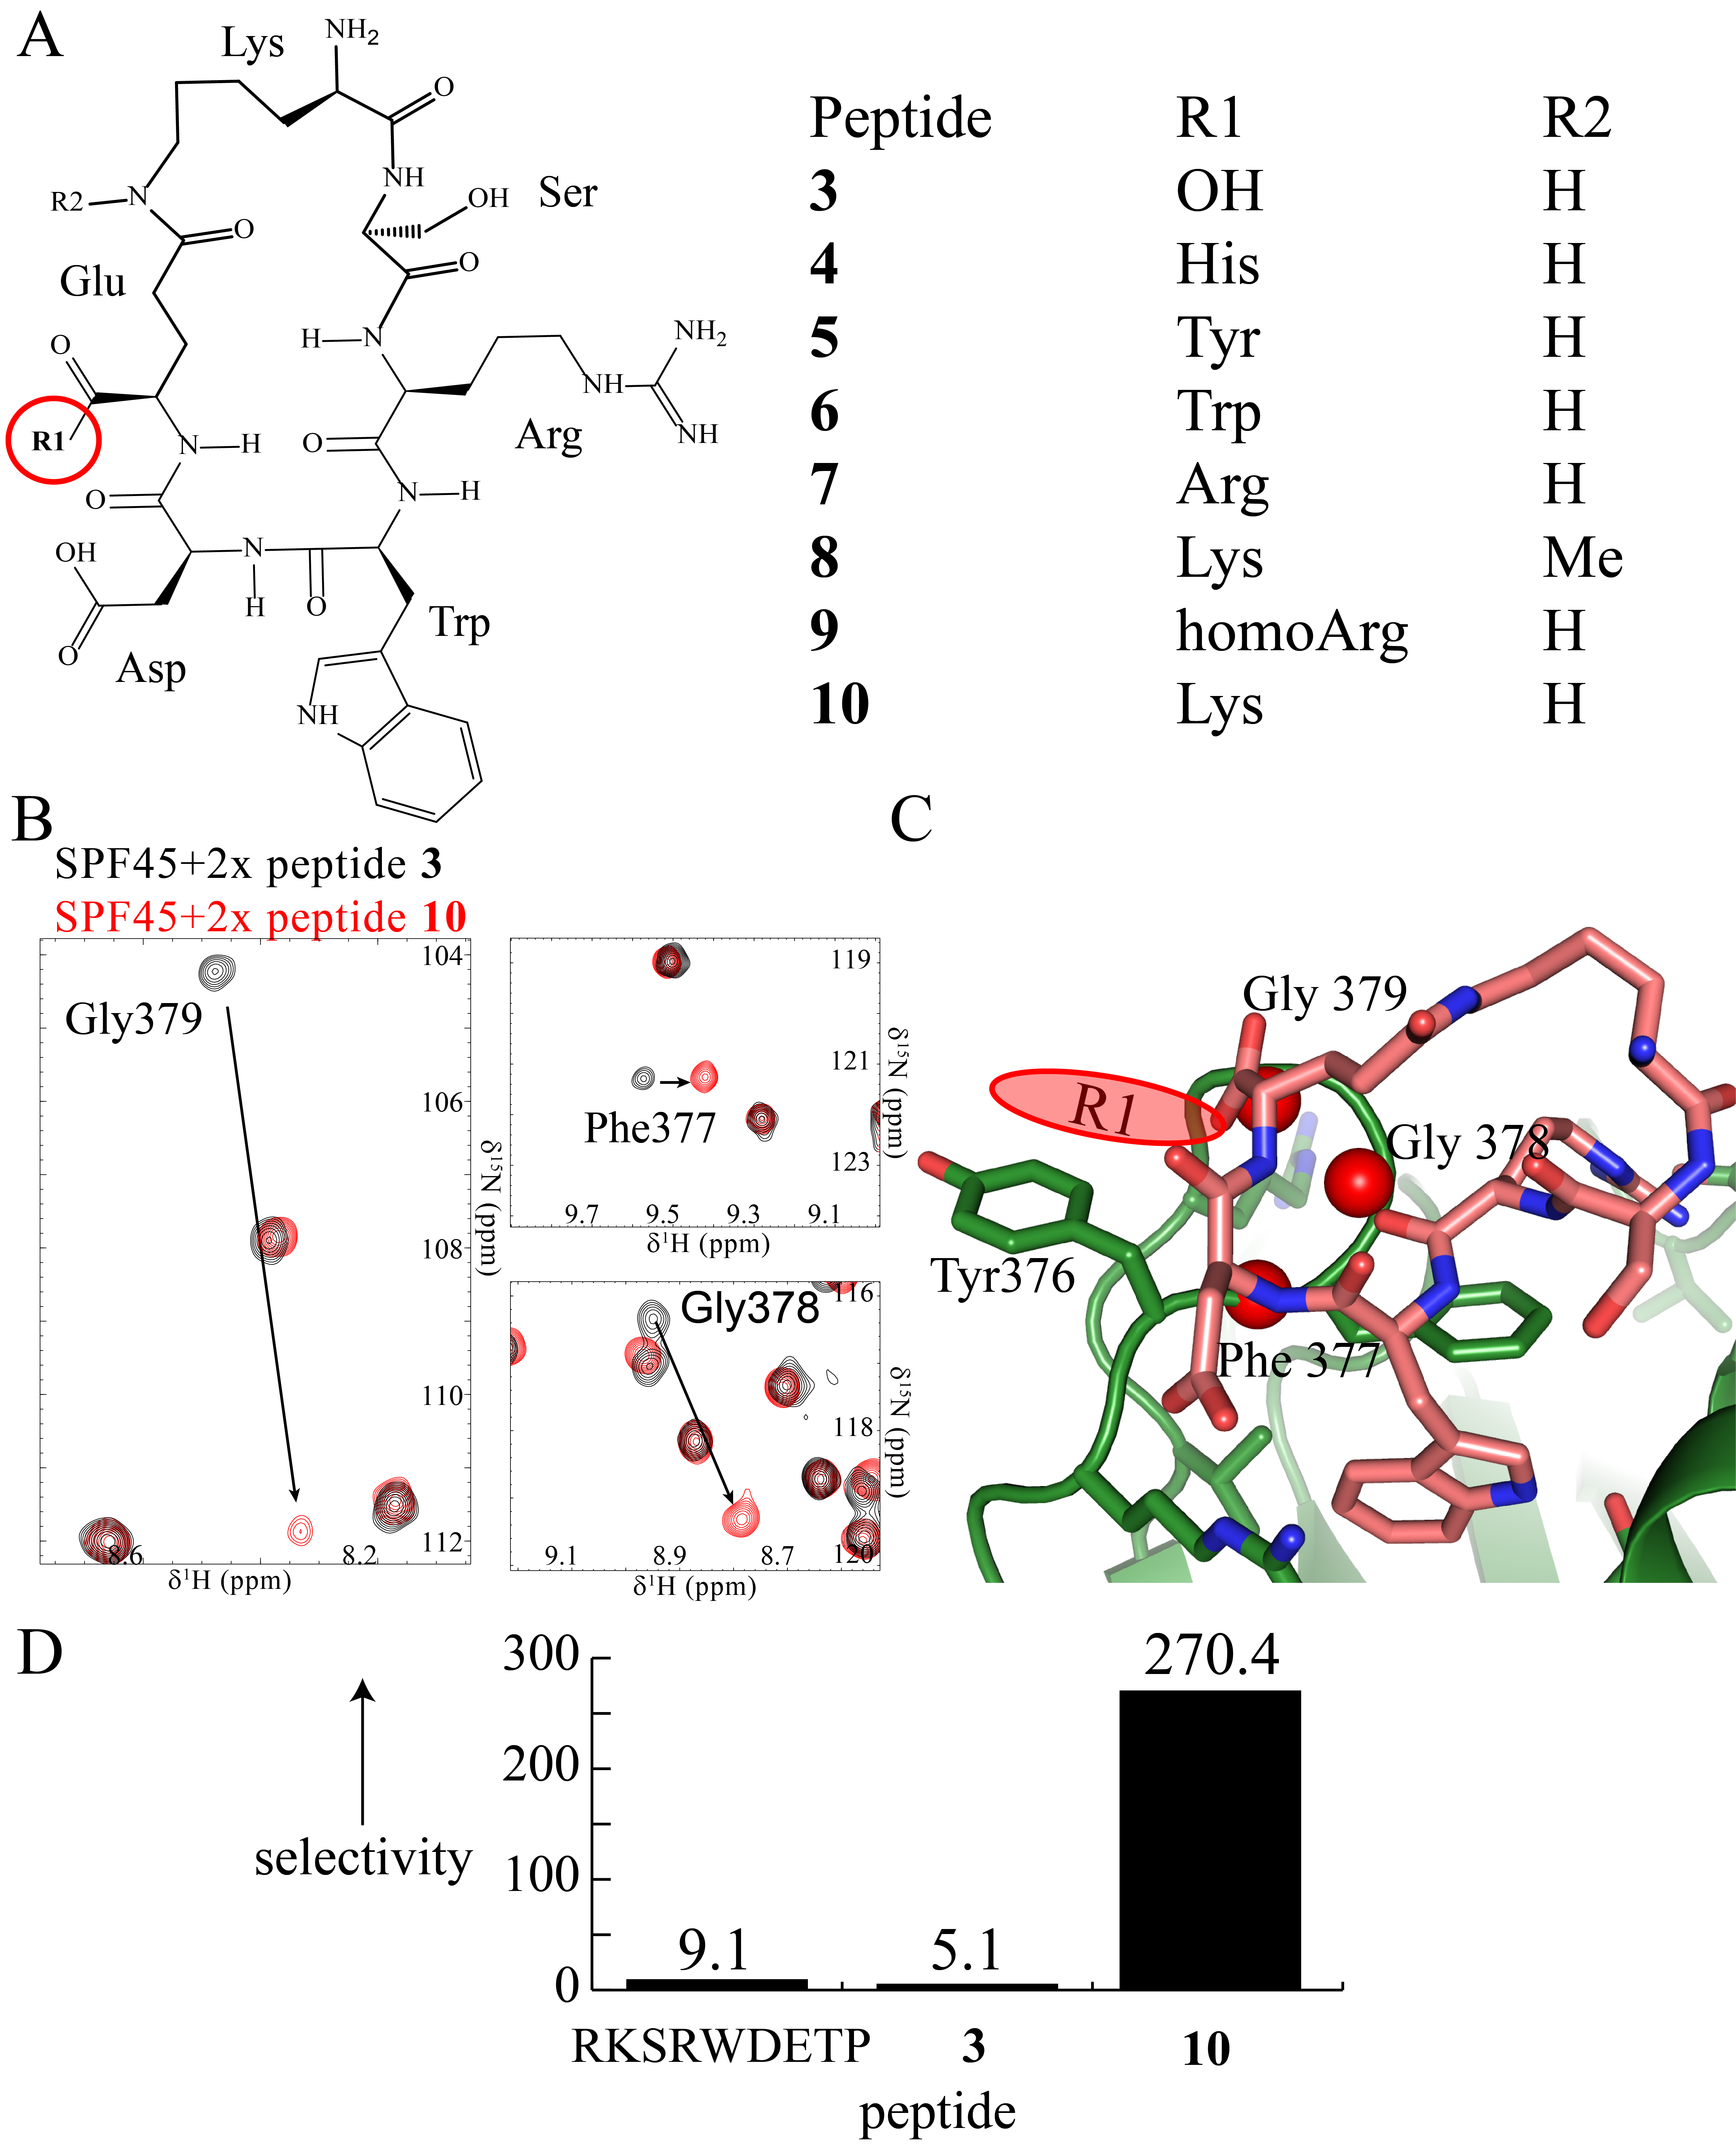 A
Lys
NH2
O
NH
OH
Ser
R2
N
O
O
Glu
H
N
NH2
O
NH
Arg
NH
R1
N
H
O
O
N
H
OH
N
H
O
O
Asp
Trp
NH
Peptide R1 R2
3 OH H
4 His H
5 Tyr H
6 Trp H
7 Arg H
8 Lys Me
9 homoArg H
10 Lys H
B
SPF45+2x peptide 3
SPF45+2x peptide 10
Gly379
104
106
108
110
112
8.6 8.2
δ1H (ppm)
δ15N (ppm)
Phe377
119
121
123
9.7 9.5 9.3 9.1
δ1H (ppm)
δ15N (ppm)
Gly378
116
118
120
9.1 8.9 8.7
δ1H (ppm)
δ15N (ppm)
C
Gly 379
R1
Gly 378
Tyr376
Phe 377
D
selectivity
300
200
100
0
9.1
5.1
270.4
RKSRWDETP 3 10
peptide